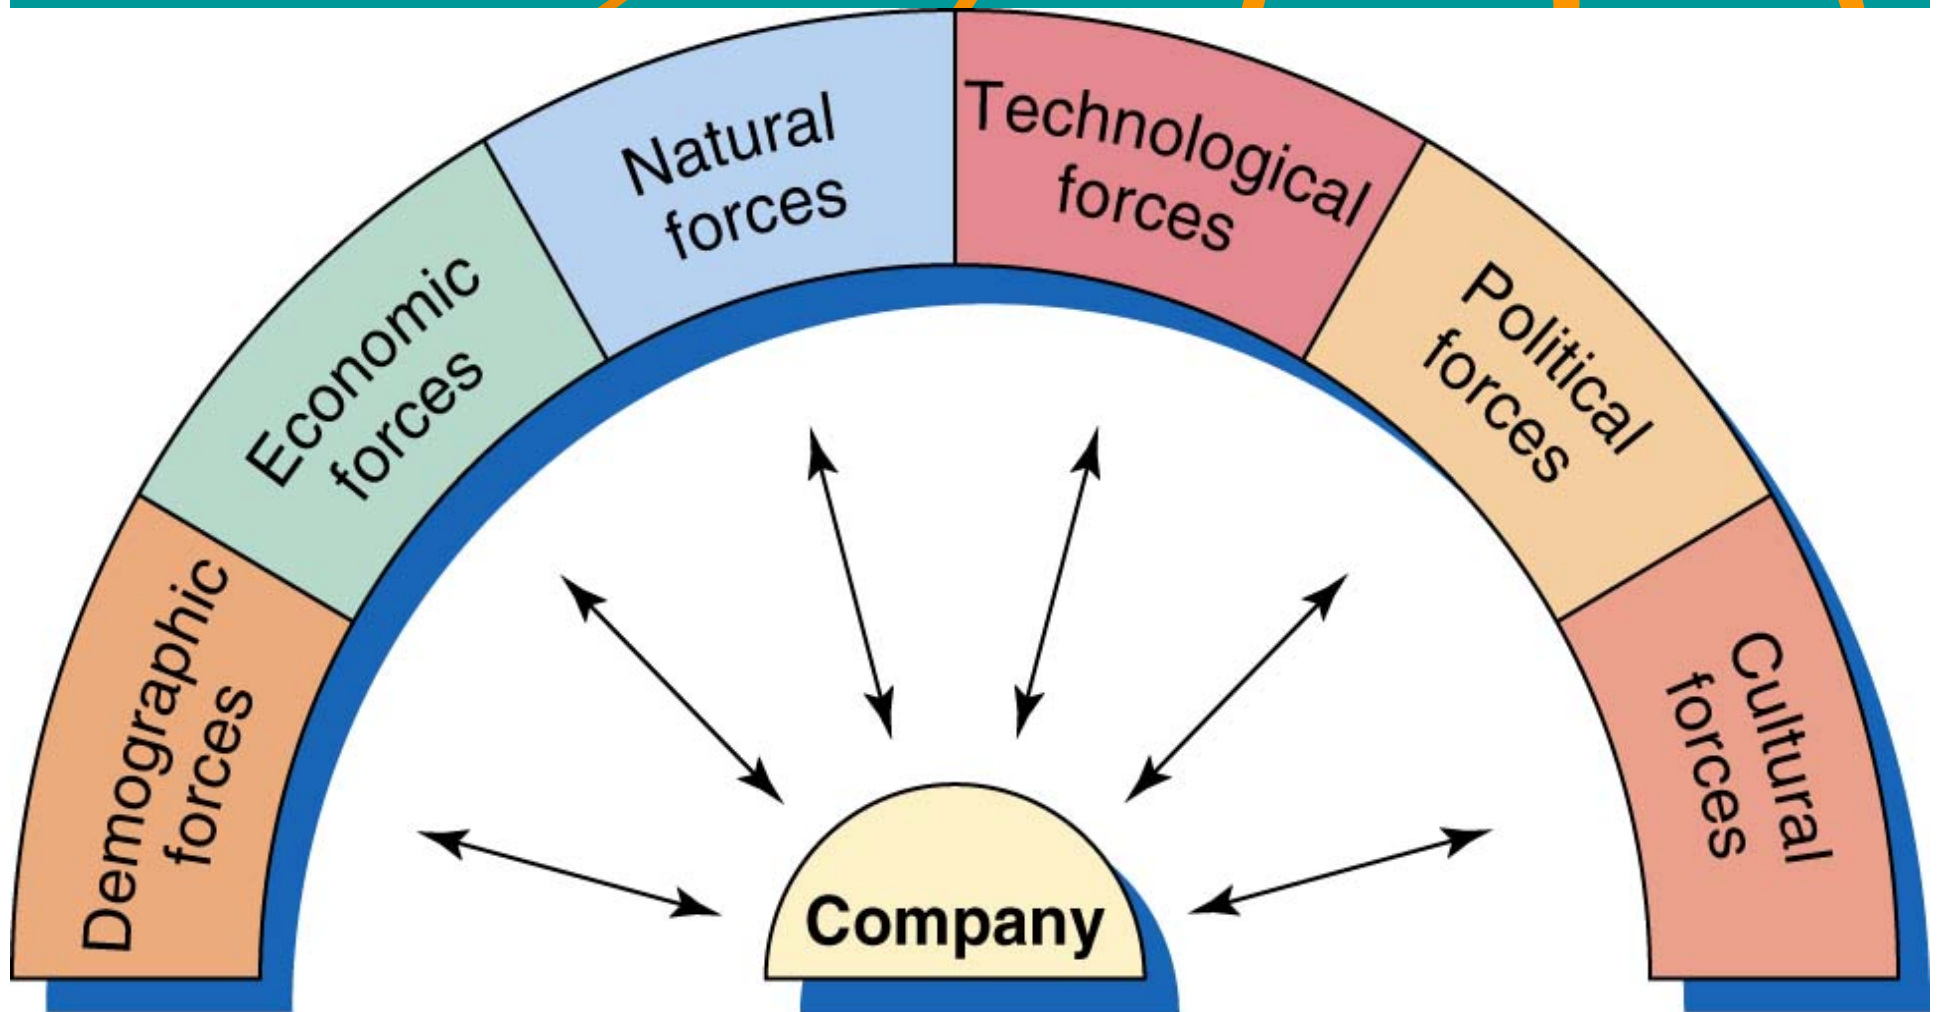 Demographic
forces
Economic
forces
Natural
forces
Technological
forces
Political
forces
Cultural
forces
Company